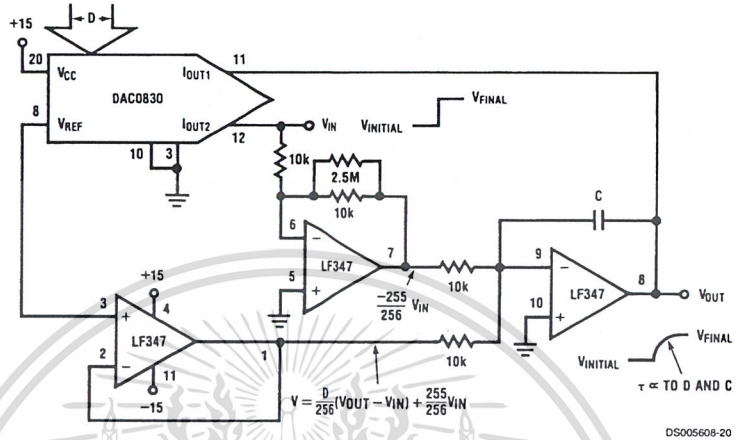 D
+15
20
VCC
IOUT1
11
DAC0830
8
VREF
IOUT2
12
VIN
VINITIAL
VFINAL
10
3
10k
2.5M
10k
C
6
−
LF347
7
5
+
−255/256 VIN
10k
9
−
LF347
8
10
+
VOUT
+15
3
+
4
LF347
2
−
11
−15
1
10k
V = D/256(VOUT − VIN) + 255/256 VIN
VINITIAL
VFINAL
τ ∝ TO D AND C
DS005608-20